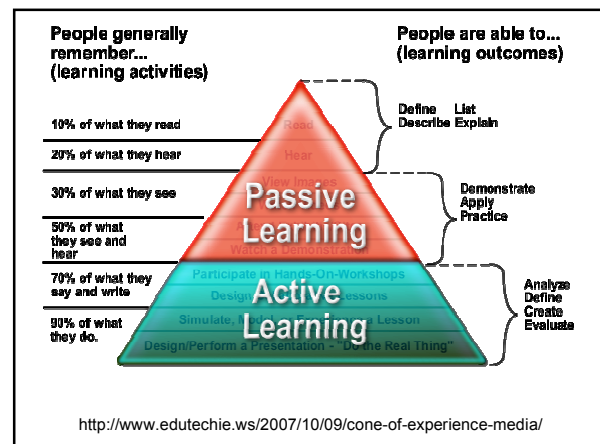 People generally
remember...
(learning activities)
People are able to...
(learning outcomes)
10% of what they read
20% of what they hear
30% of what they see
50% of what
they see and
hear
70% of what they
say and write
90% of what
they do.
Read
Hear
View Images
Watch a Demonstration
Participate in Hands-On-Workshops
Design Lessons
Simulate, a Lesson
Design/Perform a Presentation - "Do the Real Thing"
Passive
Learning
Active
Learning
Define List
Describe Explain
Demonstrate
Apply
Practice
Analyze
Define
Create
Evaluate
http://www.edutechie.ws/2007/10/09/cone-of-experience-media/